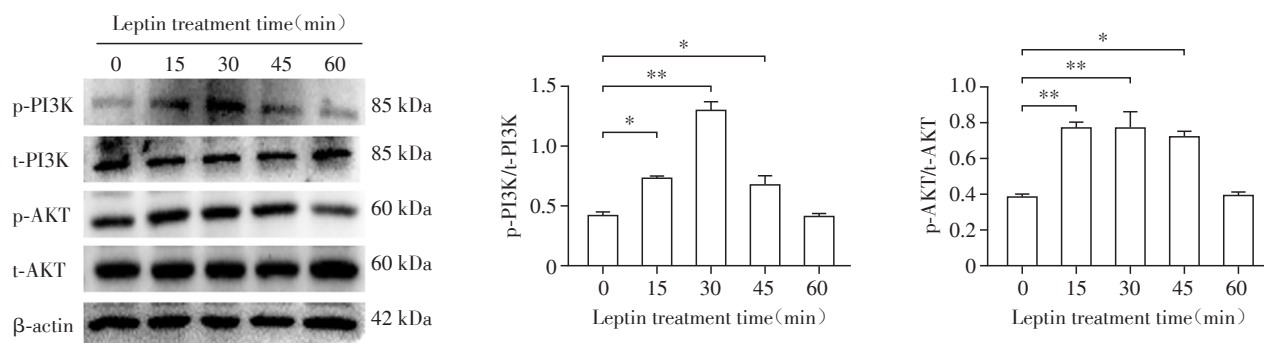 Leptin treatment time（min）
0 15 30 45 60
p-PI3K 85 kDa
t-PI3K 85 kDa
p-AKT 60 kDa
t-AKT 60 kDa
β-actin 42 kDa
*
**
*
p-PI3K/t-PI3K
1.5
1.0
0.5
0
0 15 30 45 60
Leptin treatment time（min）
*
**
**
p-AKT/t-AKT
1.0
0.8
0.6
0.4
0.2
0
0 15 30 45 60
Leptin treatment time（min）